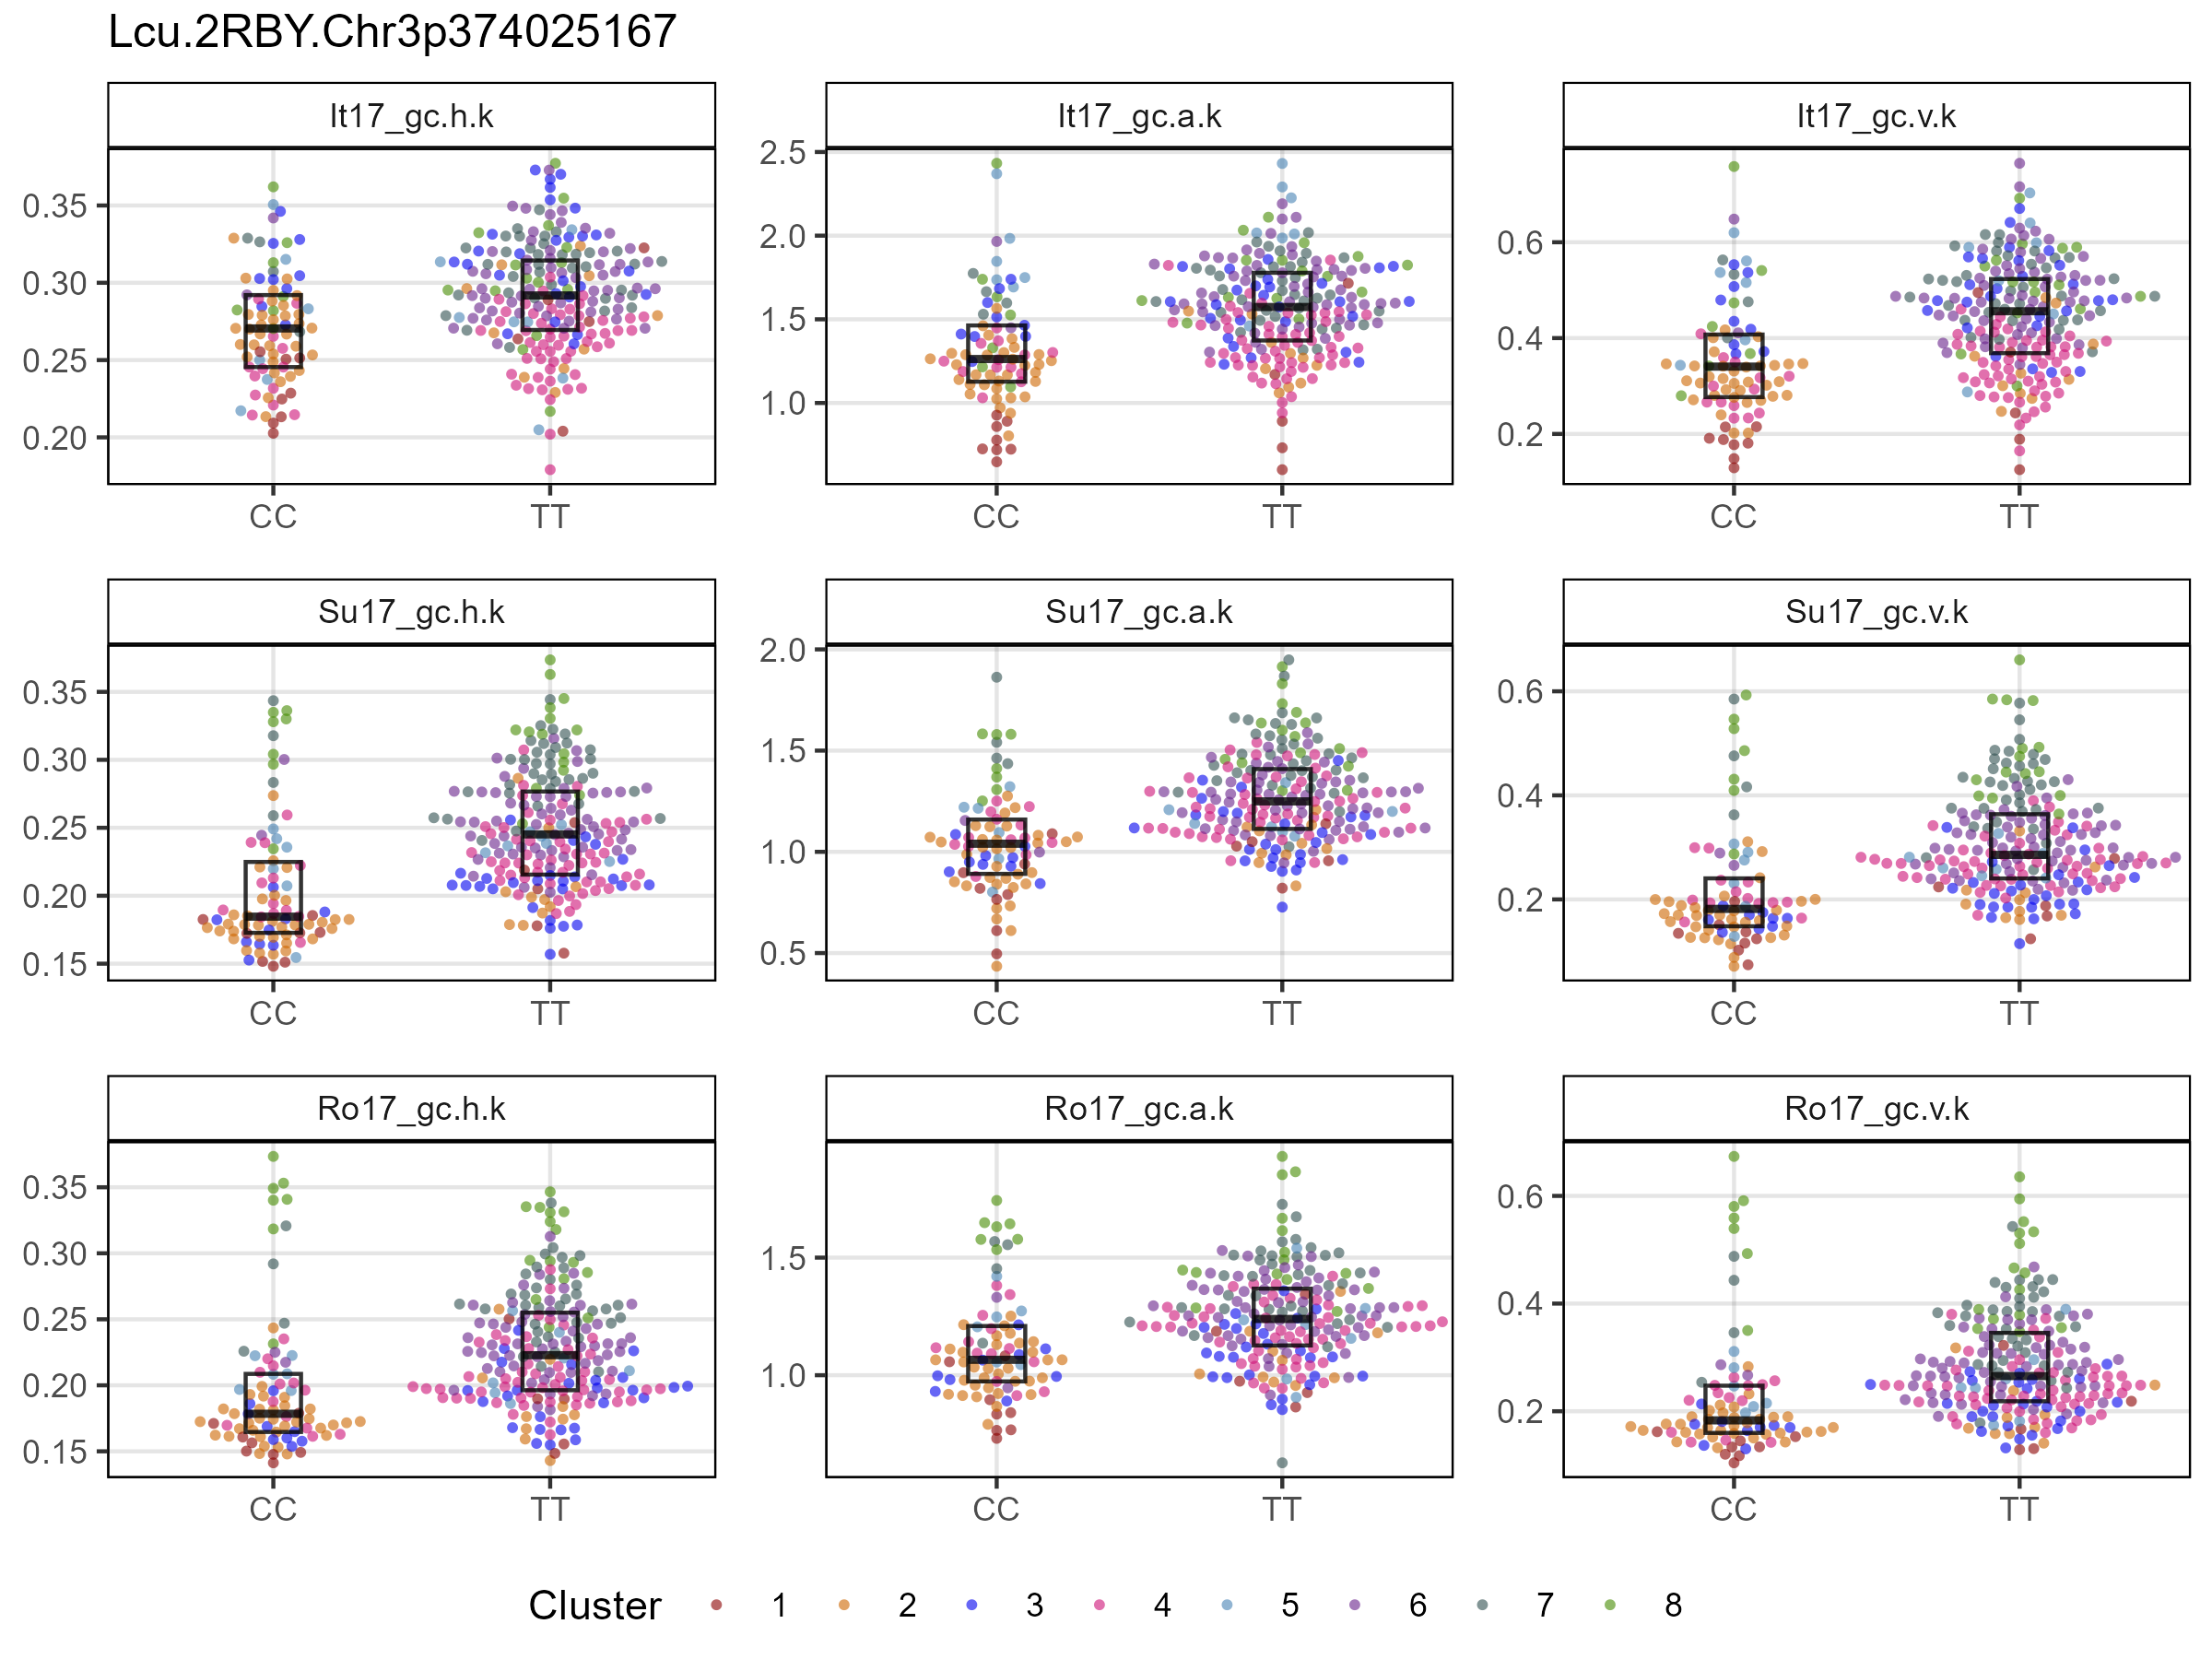 Lcu.2RBY.Chr3p374025167
It17_gc.h.k
It17_gc.a.k
It17_gc.v.k
0.35
0.30
0.25
0.20
2.5
2.0
1.5
1.0
0.6
0.4
0.2
CC TT
CC TT
CC TT
Su17_gc.h.k
Su17_gc.a.k
Su17_gc.v.k
0.35
0.30
0.25
0.20
0.15
2.0
1.5
1.0
0.5
0.6
0.4
0.2
CC TT
CC TT
CC TT
Ro17_gc.h.k
Ro17_gc.a.k
Ro17_gc.v.k
0.35
0.30
0.25
0.20
0.15
1.5
1.0
0.6
0.4
0.2
CC TT
CC TT
CC TT
Cluster 1 2 3 4 5 6 7 8